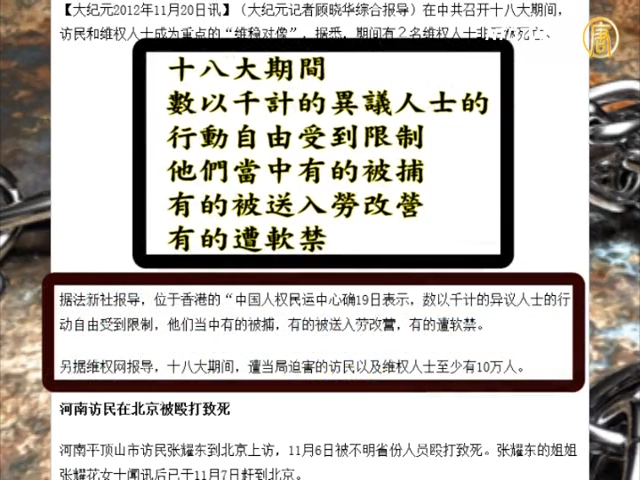 【大纪元2012年11月20日讯】（大纪元记者顾晓华综合报导）在中共召开十八大期间，
访民和维权人士成为重点的“维稳对像”。据悉，期间有2名维权人士非正常死亡、
唐
十八大期間
數以千計的異議人士的
行動自由受到限制
他們當中有的被捕
有的被送入勞改營
有的遭軟禁
据法新社报导，位于香港的“中国人权民运中心确19日表示，数以千计的异议人士的行
动自由受到限制，他们当中有的被捕，有的被送入劳改营，有的遭软禁。
另据维权网报导，十八大期间，遭当局迫害的访民以及维权人士至少有10万人。
河南访民在北京被殴打致死
河南平顶山市访民张耀东到北京上访，11月6日被不明省份人员殴打致死。张耀东的姐姐
张耀花女士闻讯后已于11月7日赶到北京。